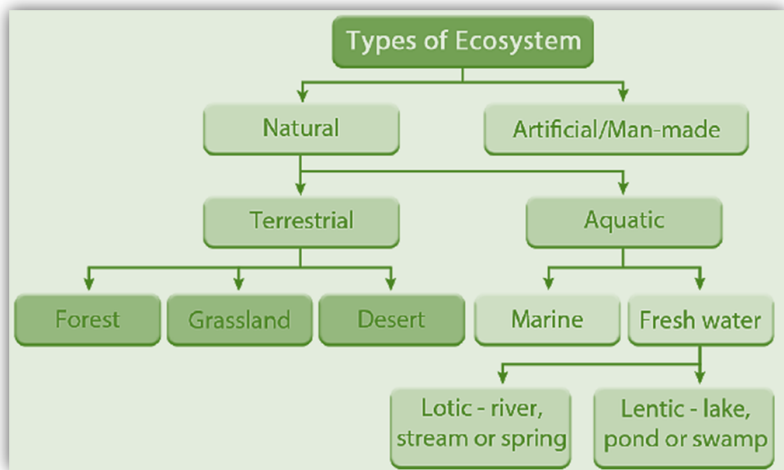 Types of Ecosystem
Natural
Artificial/Man-made
Terrestrial
Aquatic
Forest
Grassland
Desert
Marine
Fresh water
Lotic - river,
stream or spring
Lentic - lake,
pond or swamp